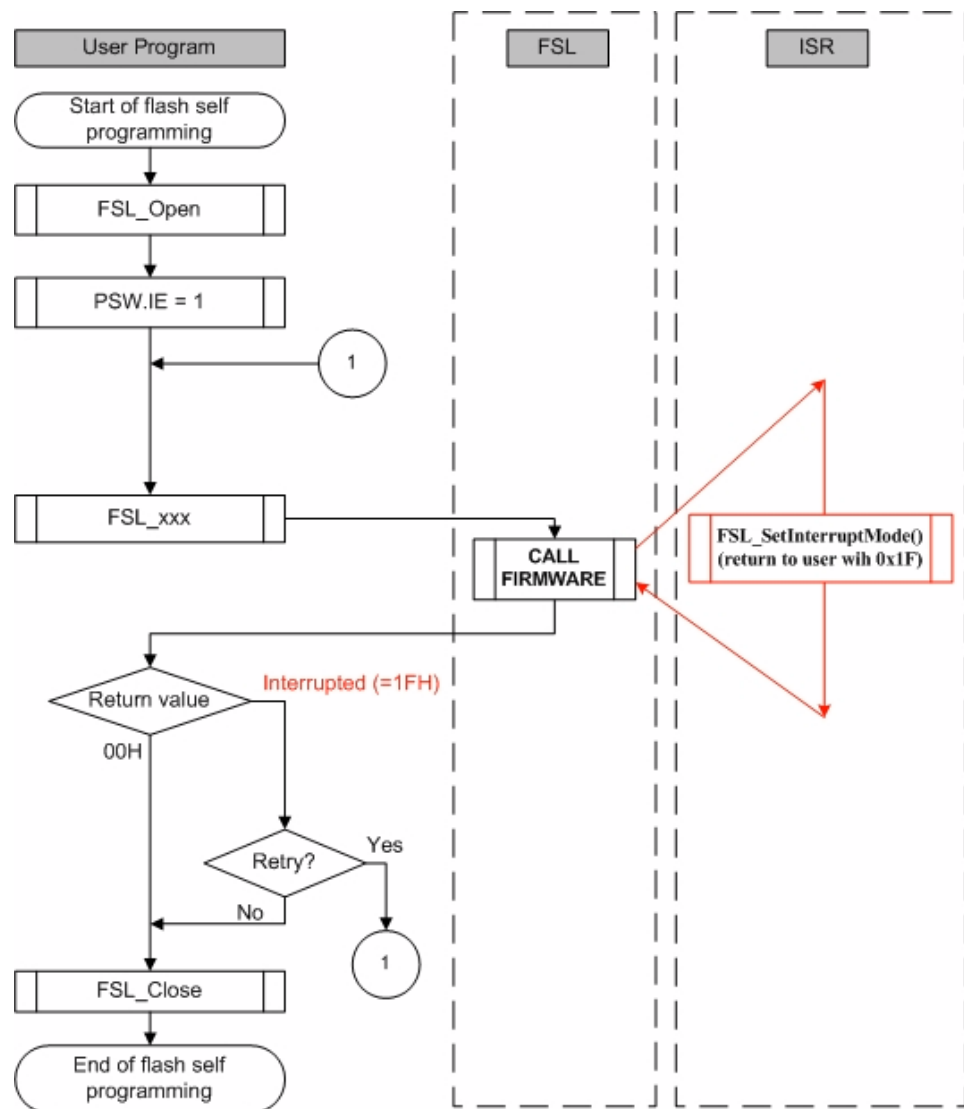 User Program
FSL
ISR
Start of flash self
programming
FSL_Open
PSW.IE = 1
1
FSL_xxx
CALL
FIRMWARE
FSL_SetInterruptMode()
(return to user wih 0x1F)
Return value
Interrupted (=1FH)
00H
Retry?
Yes
No
1
FSL_Close
End of flash self
programming